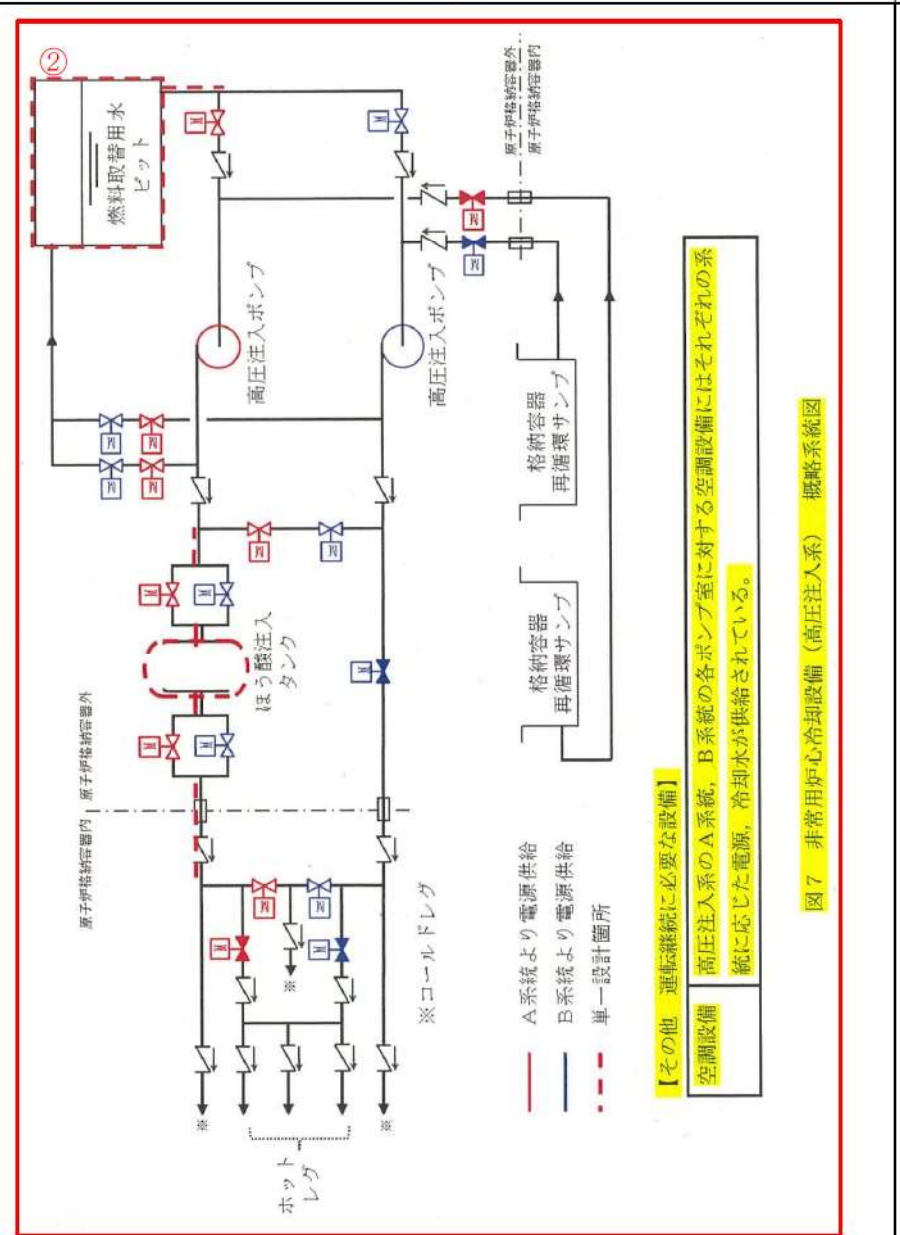 ②
燃料取替用水
ピット
M
M
高圧注入ポンプ
高圧注入ポンプ
原子炉格納容器外
原子炉格納容器内
M
M
M
M
M
M
M
M
M
M
ほう酸注入
タンク
M
M
M
M
原子炉格納容器内
原子炉格納容器外
M
格納容器
再循環サンプ
格納容器
再循環サンプ
M
M
M
M
※
※
※
ホット
レグ
※コールドレグ
A系統より電源供給
B系統より電源供給
単一設計箇所
【その他 運転継続に必要な設備】
空調設備
高圧注入系のA系統,B系統の各ポンプ室に対する空調設備にはそれぞれの系
統に応じた電源,冷却水が供給されている。
図7 非常用炉心冷却設備(高圧注入系) 概略系統図